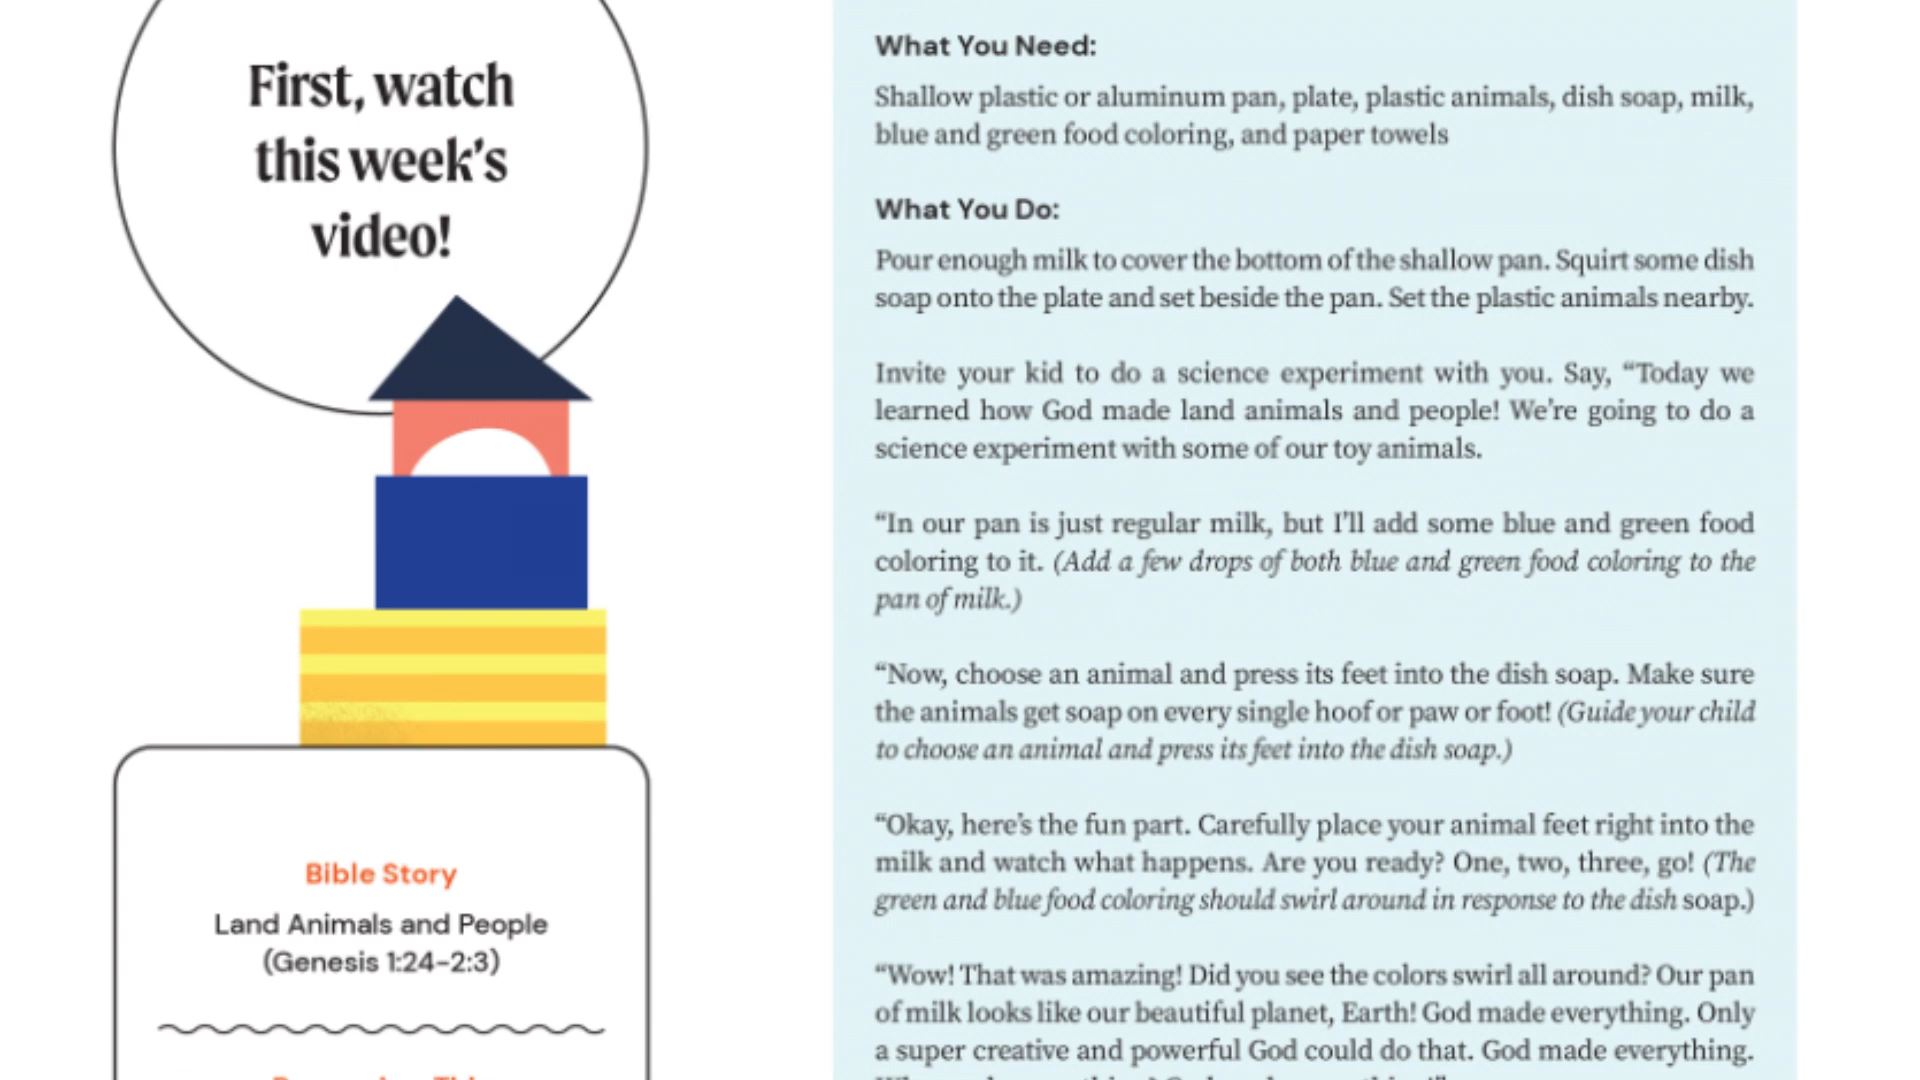 First, watch
this week's
video!
Bible Story
Land Animals and People
(Genesis 1:24–2:3)
What You Need:
Shallow plastic or aluminum pan, plate, plastic animals, dish soap, milk,
blue and green food coloring, and paper towels
What You Do:
Pour enough milk to cover the bottom of the shallow pan. Squirt some dish
soap onto the plate and set beside the pan. Set the plastic animals nearby.
Invite your kid to do a science experiment with you. Say, “Today we
learned how God made land animals and people! We’re going to do a
science experiment with some of our toy animals.
“In our pan is just regular milk, but I’ll add some blue and green food
coloring to it. (Add a few drops of both blue and green food coloring to the
pan of milk.)
“Now, choose an animal and press its feet into the dish soap. Make sure
the animals get soap on every single hoof or paw or foot! (Guide your child
to choose an animal and press its feet into the dish soap.)
“Okay, here’s the fun part. Carefully place your animal feet right into the
milk and watch what happens. Are you ready? One, two, three, go! (The
green and blue food coloring should swirl around in response to the dish soap.)
“Wow! That was amazing! Did you see the colors swirl all around? Our pan
of milk looks like our beautiful planet, Earth! God made everything. Only
a super creative and powerful God could do that. God made everything.